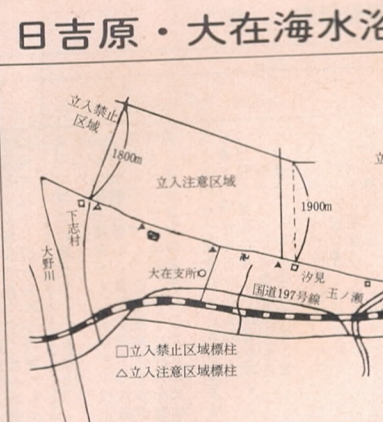 日吉原・大在海水浴
立入禁止
区域
1800m
立入注意区域
立
1900m
下志村
大野川
大在支所
汐見
国道197号線
玉ノ瀬
□立入禁止区域標柱
△立入注意区域標柱